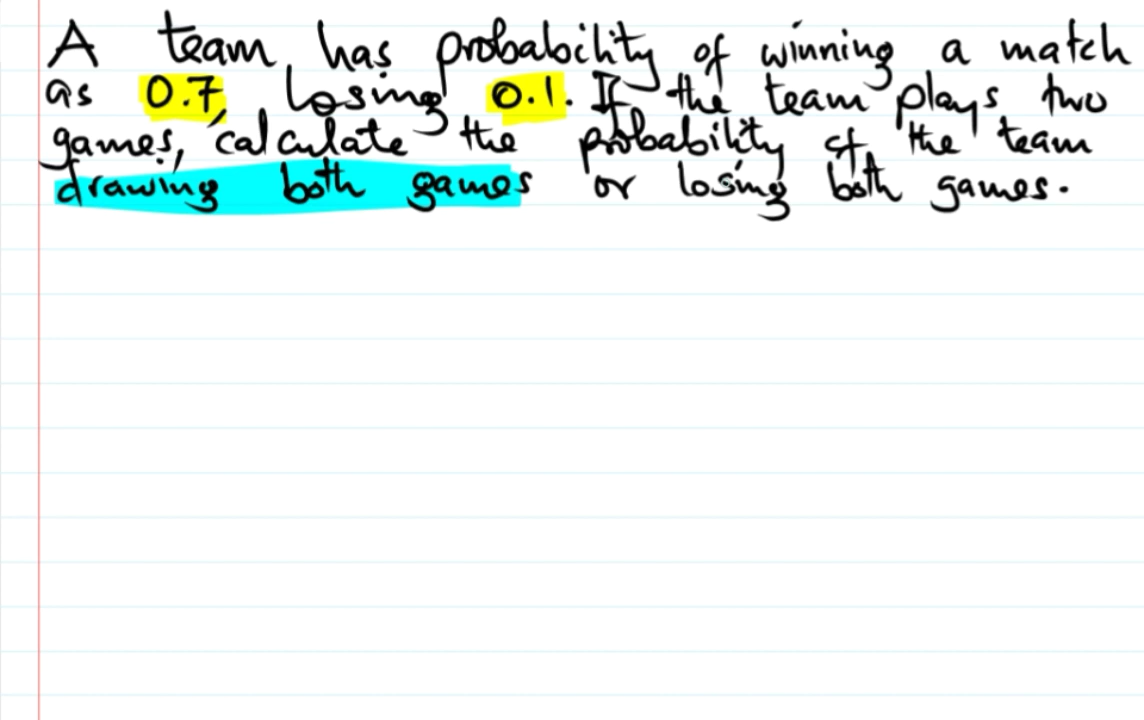 A team has probability of winning a match
as 0.7, losing 0.1. If the team plays two
games, calculate the probability of the team
drawing both games or losing both games.